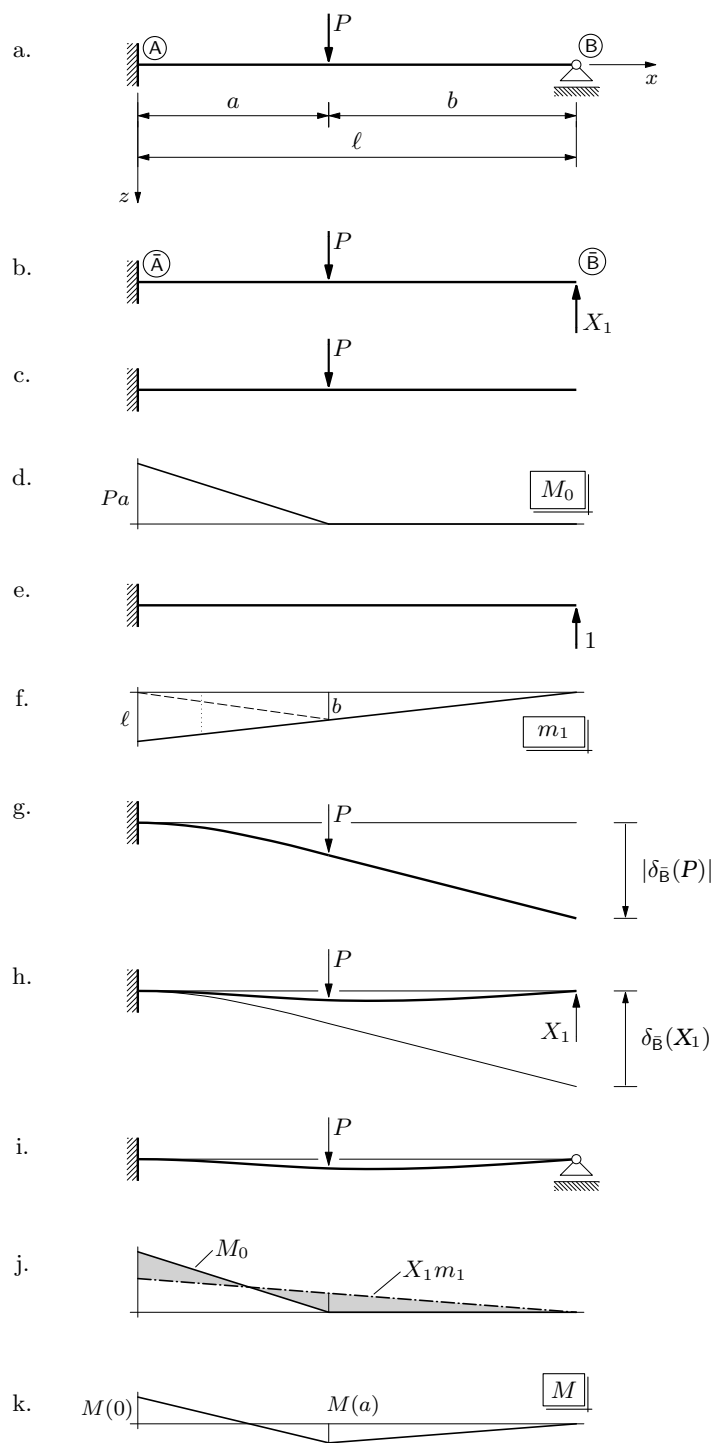 a. A P B
x
a b
ℓ
z
b. Ā P B̄
X₁
c. P
d. Pa M₀
e. 1
f. ℓ b m₁
g. P |δ_B̄(P)|
h. P X₁ δ_B̄(X₁)
i. P
j. M₀ X₁m₁
k. M(0) M(a) M